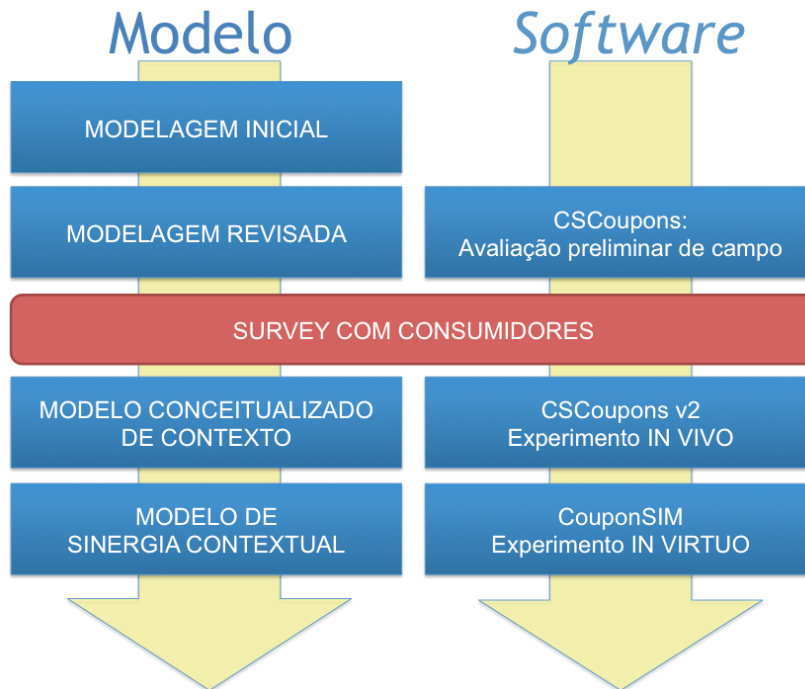 Modelo
Software
MODELAGEM INICIAL
MODELAGEM REVISADA
CSCoupons:
Avaliação preliminar de campo
SURVEY COM CONSUMIDORES
MODELO CONCEITUALIZADO
DE CONTEXTO
CSCoupons v2
Experimento IN VIVO
MODELO DE
SINERGIA CONTEXTUAL
CouponSIM
Experimento IN VIRTUO